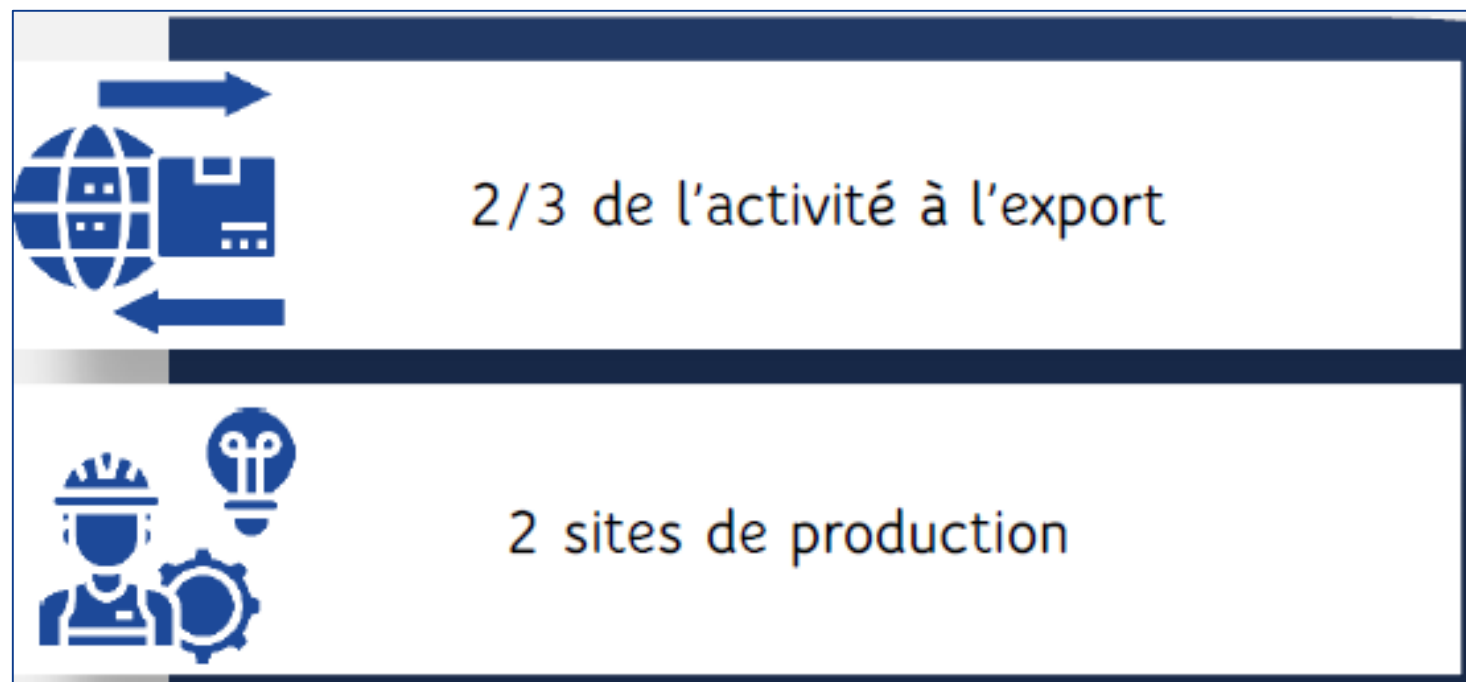 2/3 de l'activité à l'export
2 sites de production